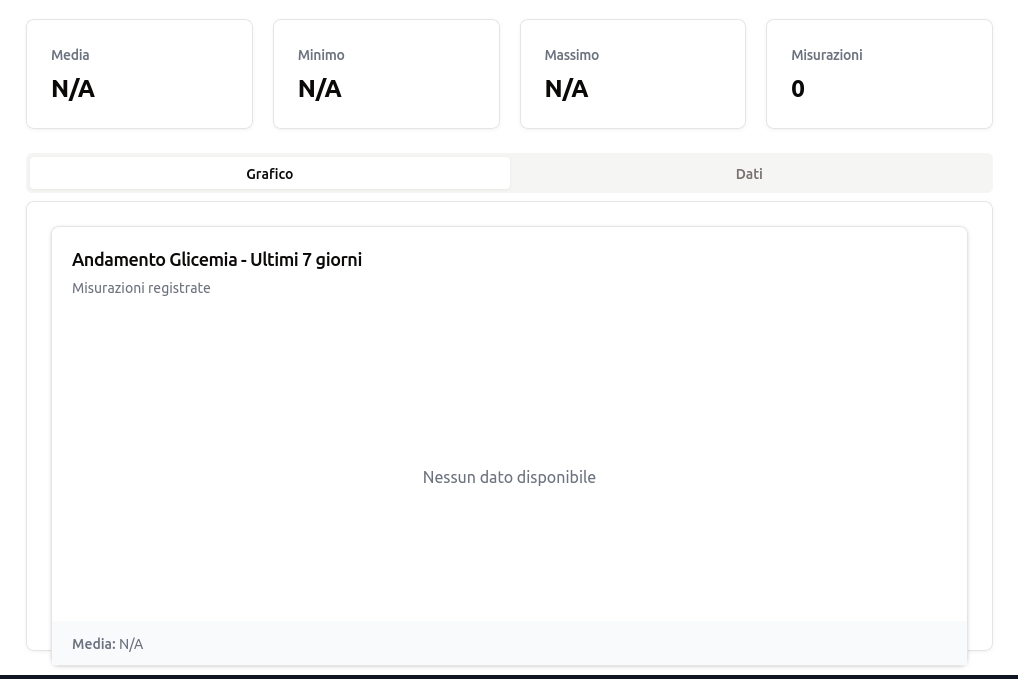 Media
N/A
Minimo
N/A
Massimo
N/A
Misurazioni
0
Grafico
Dati
Andamento Glicemia - Ultimi 7 giorni
Misurazioni registrate
Nessun dato disponibile
Media: N/A